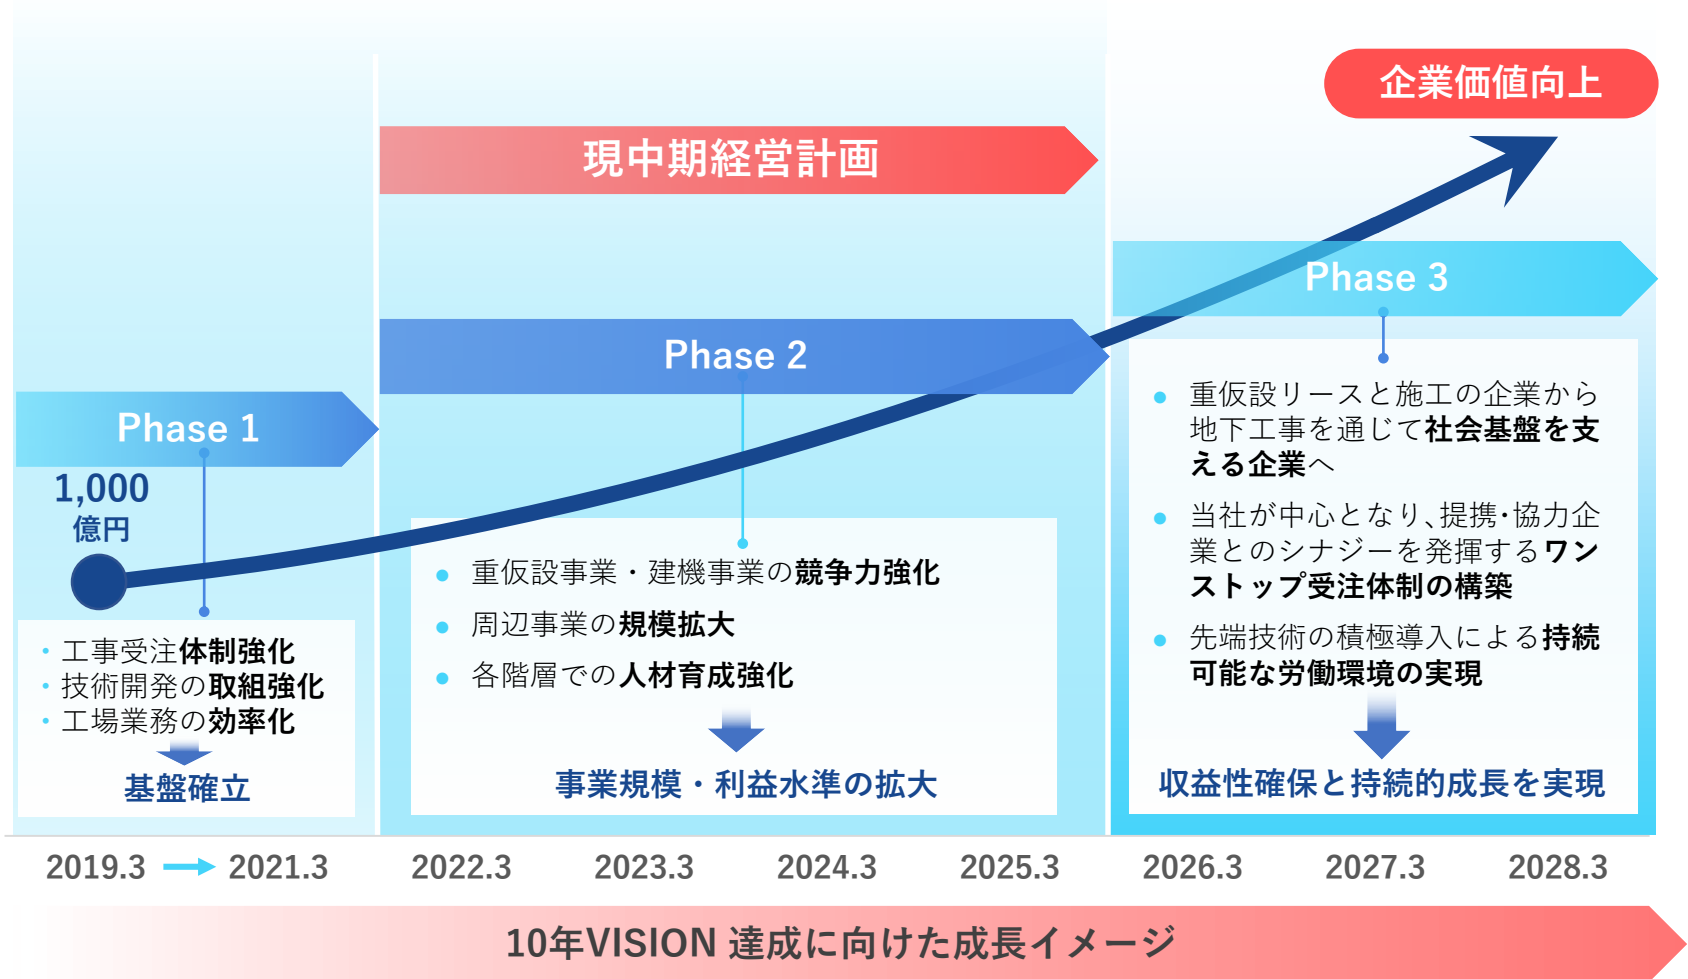 企業価値向上
現中期経営計画
Phase 3
Phase 2
Phase 1
1,000
億円
・工事受注体制強化
・技術開発の取組強化
・工場業務の効率化
基盤確立
● 重仮設事業・建機事業の競争力強化
● 周辺事業の規模拡大
● 各階層での人材育成強化
事業規模・利益水準の拡大
● 重仮設リースと施工の企業から
地下工事を通じて社会基盤を支
える企業へ
● 当社が中心となり、提携・協力企
業とのシナジーを発揮するワン
ストップ受注体制の構築
● 先端技術の積極導入による持続
可能な労働環境の実現
収益性確保と持続的成長を実現
2019.3 → 2021.3 2022.3 2023.3 2024.3 2025.3 2026.3 2027.3 2028.3
10年VISION 達成に向けた成長イメージ